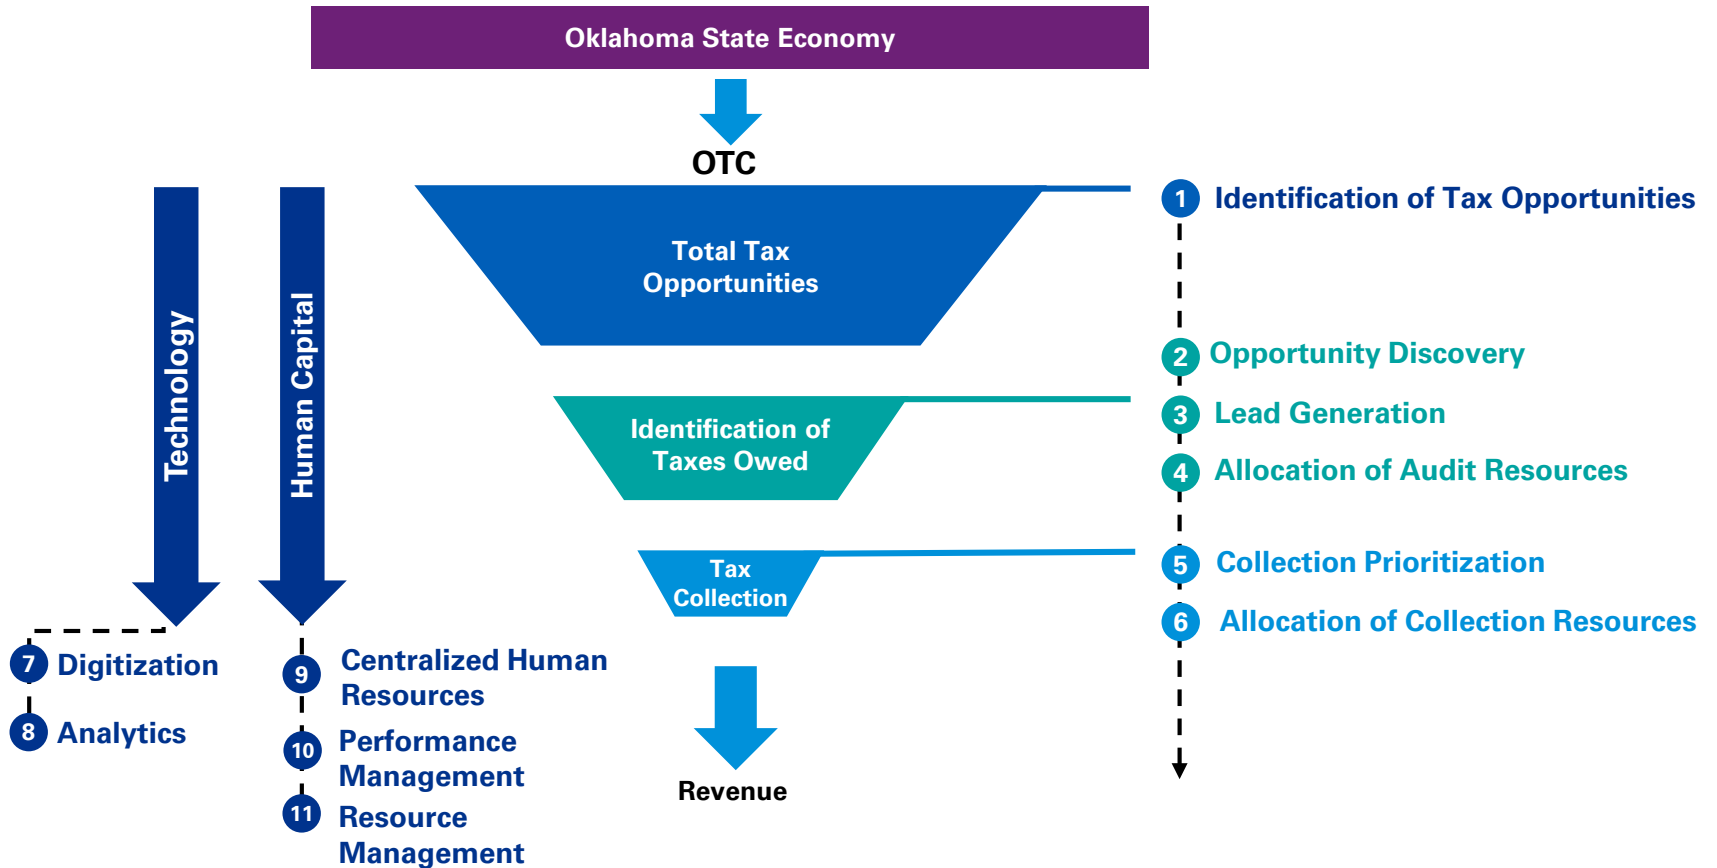 Oklahoma State Economy
OTC
Total Tax
Opportunities
Identification of
Taxes Owed
Tax
Collection
Revenue
Technology
Human Capital
1 Identification of Tax Opportunities
2 Opportunity Discovery
3 Lead Generation
4 Allocation of Audit Resources
5 Collection Prioritization
6 Allocation of Collection Resources
7 Digitization
8 Analytics
9 Centralized Human
Resources
10 Performance
Management
11 Resource
Management